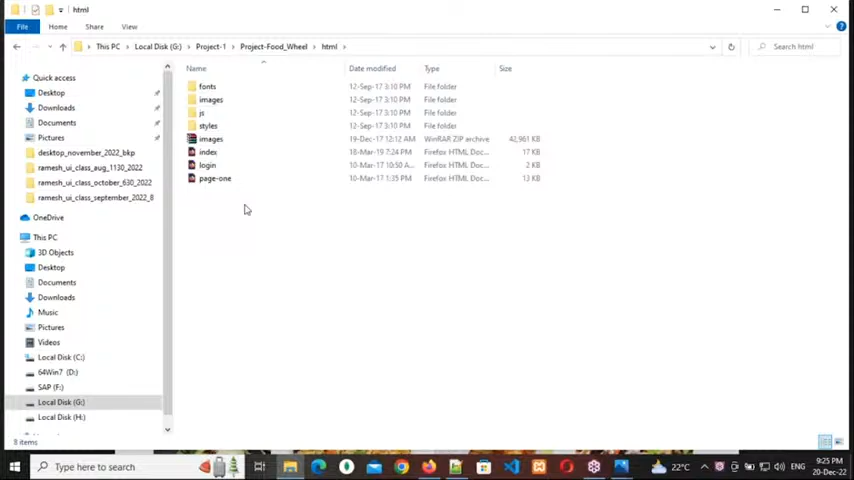 html
File
Home
Share
View
This PC
Local Disk (G:)
Project-1
Project-Food_Wheel
html
Search html
Name
Date modified
Type
Size
fonts 12-Sep-17 3:10 PM File folder
images 12-Sep-17 3:10 PM File folder
js 12-Sep-17 3:10 PM File folder
styles 12-Sep-17 3:10 PM File folder
images 19-Dec-17 12:12 AM WinRAR ZIP archive 42,961 KB
index 18-Mar-19 7:24 PM Firefox HTML Doc... 17 KB
login 10-Mar-17 10:50 A... Firefox HTML Doc... 2 KB
page-one 10-Mar-17 1:35 PM Firefox HTML Doc... 13 KB
Quick access
Desktop
Downloads
Documents
Pictures
desktop_november_2022_bkp
ramesh_ui_class_aug_1130_2022
ramesh_ui_class_october_630_2022
ramesh_ui_class_september_2022_8
OneDrive
This PC
3D Objects
Desktop
Documents
Downloads
Music
Pictures
Videos
Local Disk (C:)
64Win7 (D:)
SAP (F:)
Local Disk (G:)
Local Disk (H:)
8 items
Type here to search
22°C
ENG
9:25 PM
20-Dec-22